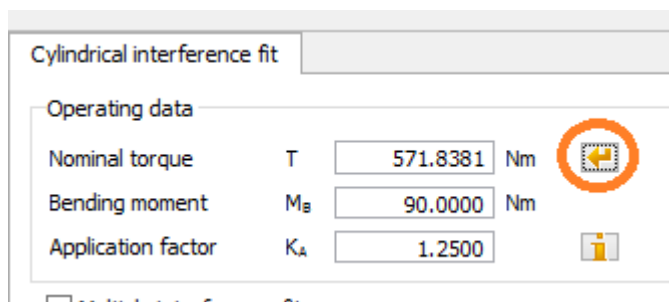 Cylindrical interference fit
Operating data
Nominal torque T 571.8381 Nm
Bending moment MB 90.0000 Nm
Application factor KA 1.2500